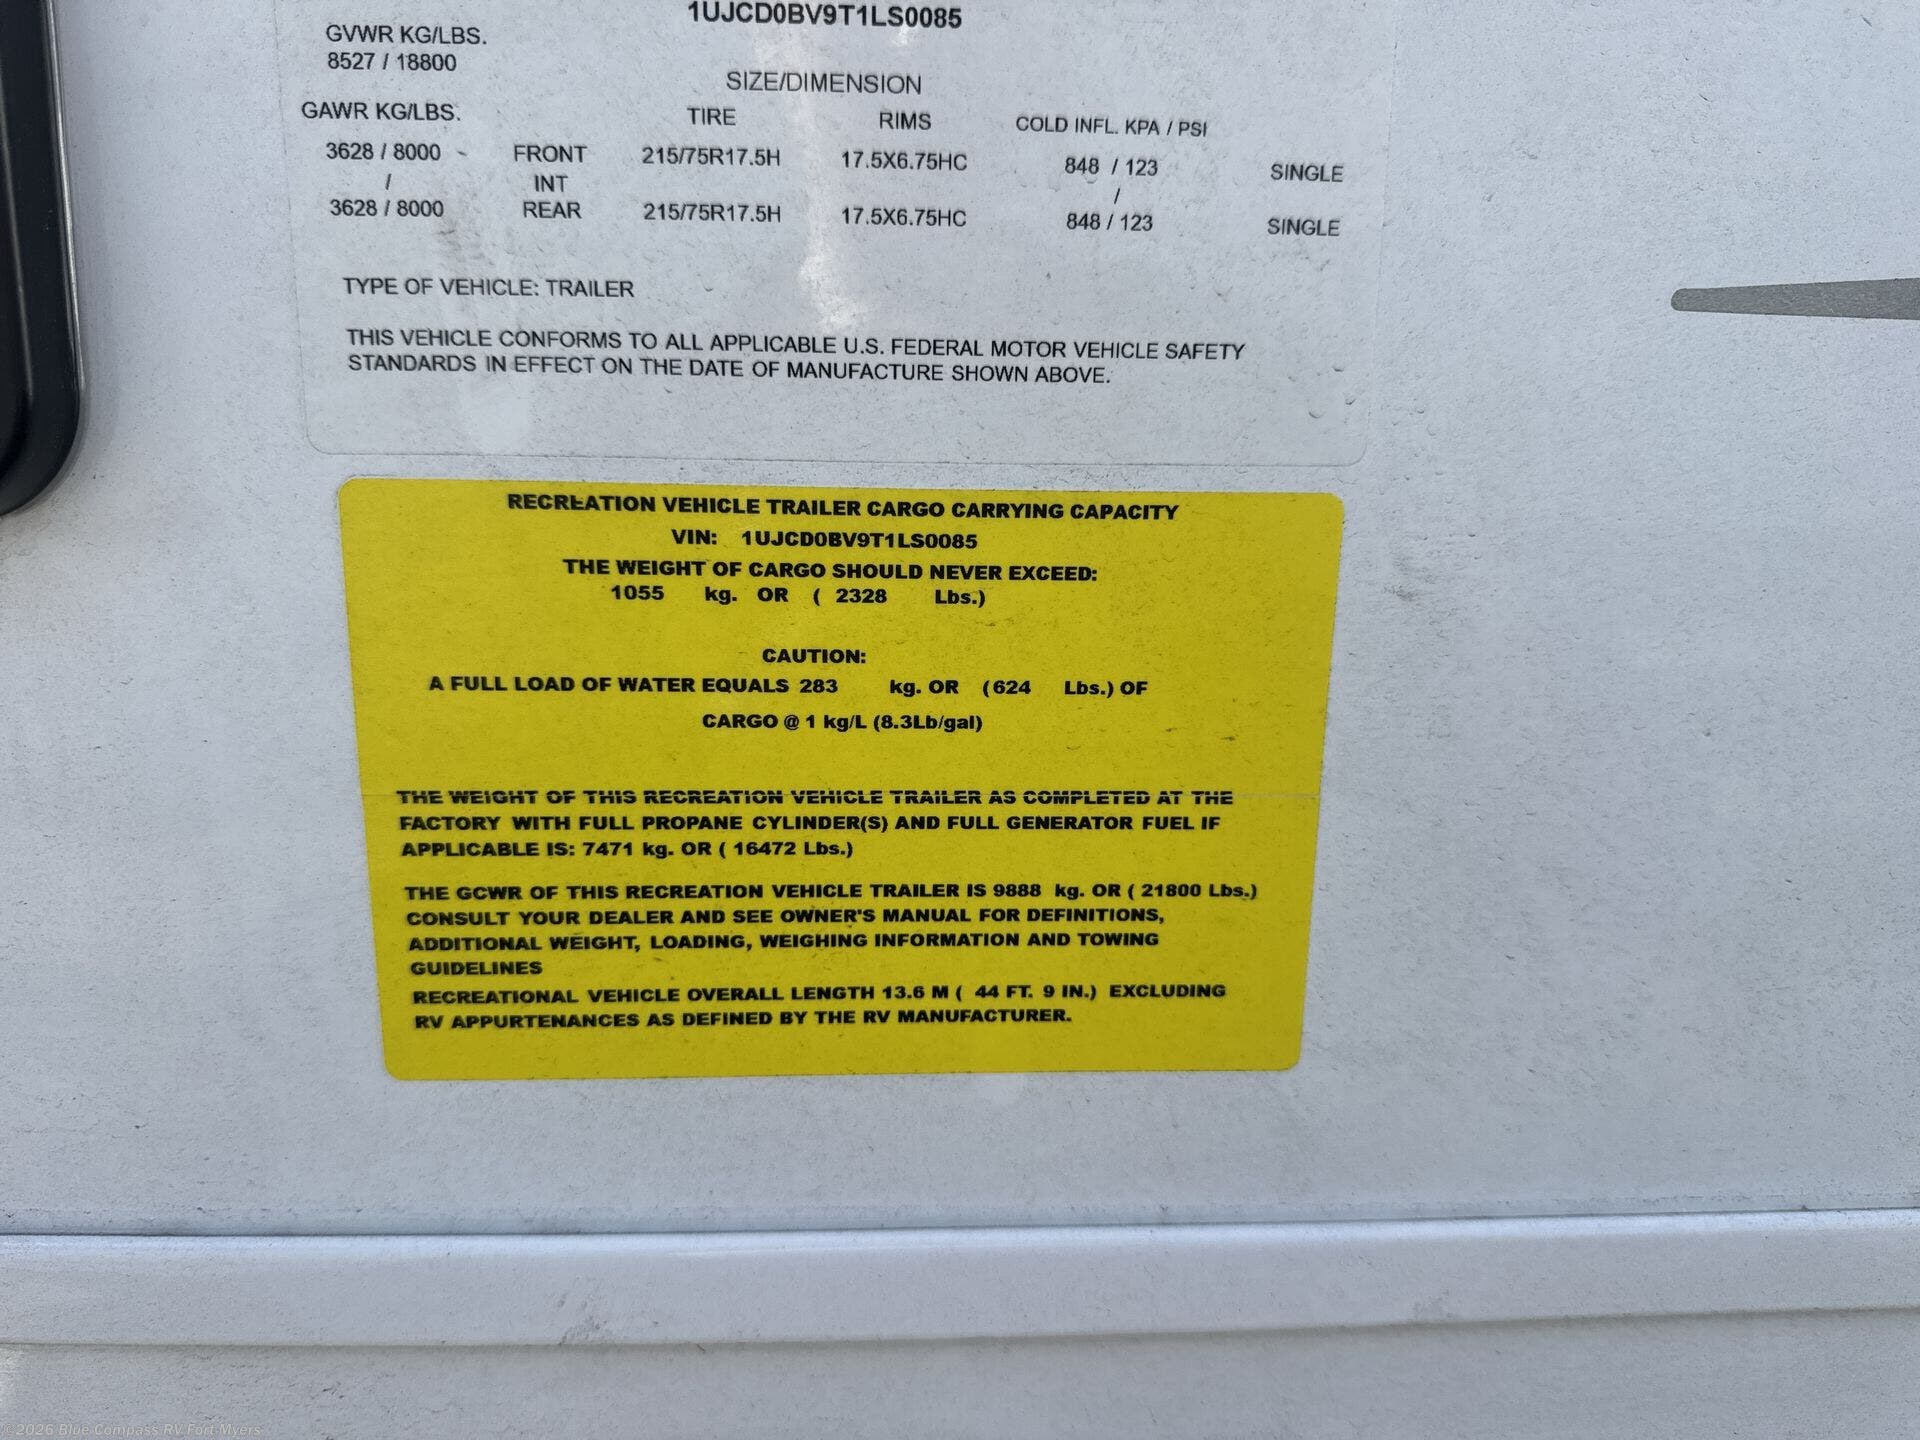 1UJCD0BV9T1LS0085
GVWR KG/LBS.
8527 / 18800
SIZE/DIMENSION
GAWR KG/LBS. TIRE RIMS COLD INFL. KPA / PSI
3628 / 8000 FRONT 215/75R17.5H 17.5X6.75HC 848 / 123 SINGLE
/ INT /
3628 / 8000 REAR 215/75R17.5H 17.5X6.75HC 848 / 123 SINGLE
TYPE OF VEHICLE: TRAILER
THIS VEHICLE CONFORMS TO ALL APPLICABLE U.S. FEDERAL MOTOR VEHICLE SAFETY
STANDARDS IN EFFECT ON THE DATE OF MANUFACTURE SHOWN ABOVE.
RECREATION VEHICLE TRAILER CARGO CARRYING CAPACITY
VIN: 1UJCD0BV9T1LS0085
THE WEIGHT OF CARGO SHOULD NEVER EXCEED:
1055 kg. OR ( 2328 Lbs.)
CAUTION:
A FULL LOAD OF WATER EQUALS 283 kg. OR (624 Lbs.) OF
CARGO @ 1 kg/L (8.3Lb/gal)
THE WEIGHT OF THIS RECREATION VEHICLE TRAILER AS COMPLETED AT THE
FACTORY WITH FULL PROPANE CYLINDER(S) AND FULL GENERATOR FUEL IF
APPLICABLE IS: 7471 kg. OR ( 16472 Lbs.)
THE GCWR OF THIS RECREATION VEHICLE TRAILER IS 9888 kg. OR ( 21800 Lbs.)
CONSULT YOUR DEALER AND SEE OWNER'S MANUAL FOR DEFINITIONS,
ADDITIONAL WEIGHT, LOADING, WEIGHING INFORMATION AND TOWING
GUIDELINES
RECREATIONAL VEHICLE OVERALL LENGTH 13.6 M ( 44 FT. 9 IN.) EXCLUDING
RV APPURTENANCES AS DEFINED BY THE RV MANUFACTURER.
©2026 Blue Compass RV Fort Myers